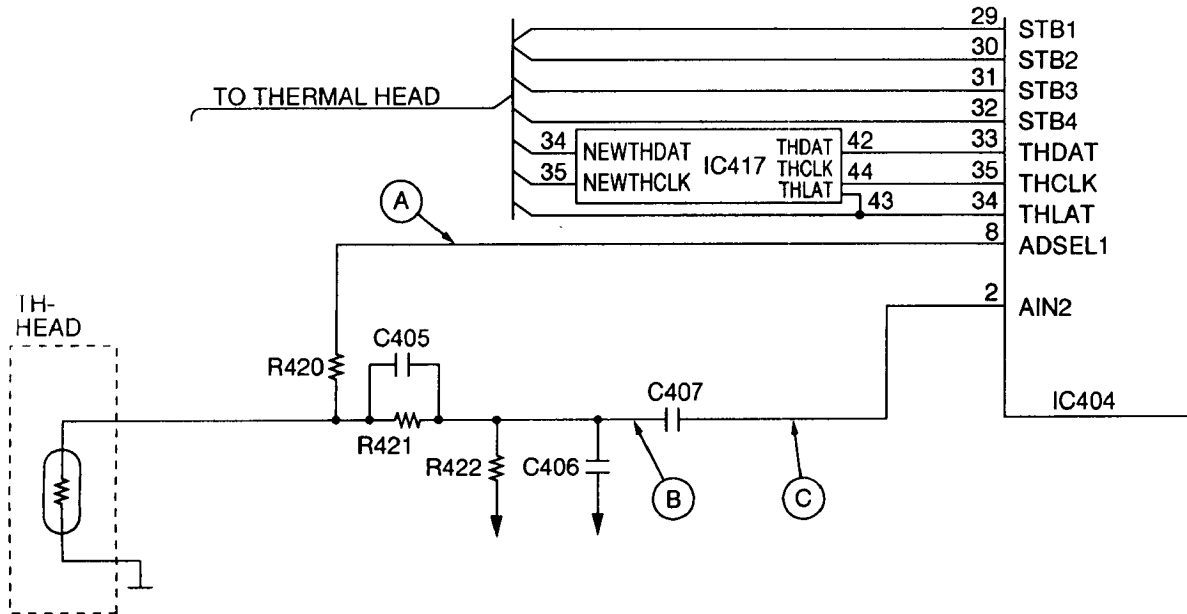 29 STB1
30 STB2
31 STB3
TO THERMAL HEAD
32 STB4
34 NEWTHDAT IC417 THDAT 42 33 THDAT
35 NEWTHCLK THCLK 44 35 THCLK
THLAT 43 34 THLAT
A
8 ADSEL1
2 AIN2
TH-
HEAD
C405
R420
C407
IC404
R421
R422
C406
B
C